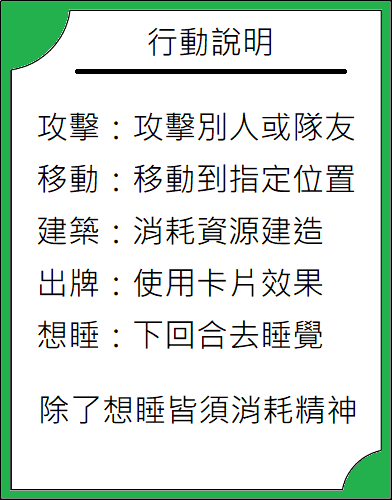 行動說明
攻擊：攻擊別人或隊友
移動：移動到指定位置
建築：消耗資源建造
出牌：使用卡片效果
想睡：下回合去睡覺
除了想睡皆須消耗精神